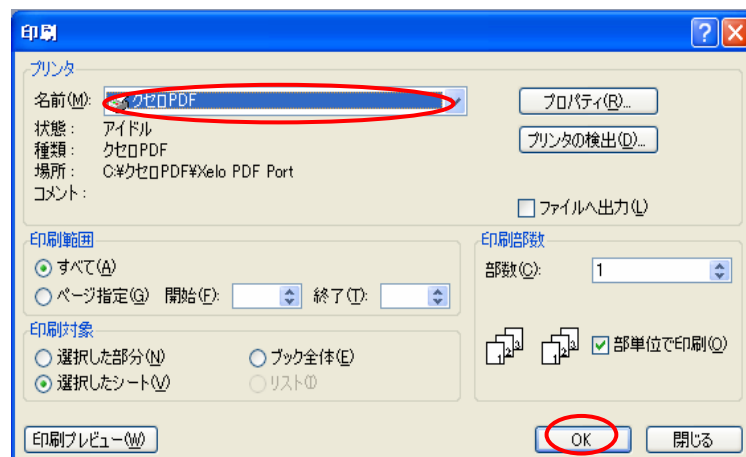 印刷
プリンタ
名前(M): クセロPDF
プロパティ(R)...
状態: アイドル
プリンタの検出(D)...
種類: クセロPDF
場所: C:¥クセロPDF¥Xelo PDF Port
コメント:
ファイルへ出力(L)
印刷範囲
すべて(A)
ページ指定(G) 開始(F): 終了(T):
印刷部数
部数(C): 1
1 2 3 1 2 3 部単位で印刷(O)
印刷対象
選択した部分(N) ブック全体(E)
選択したシート(V) リスト(I)
印刷プレビュー(W) OK 閉じる